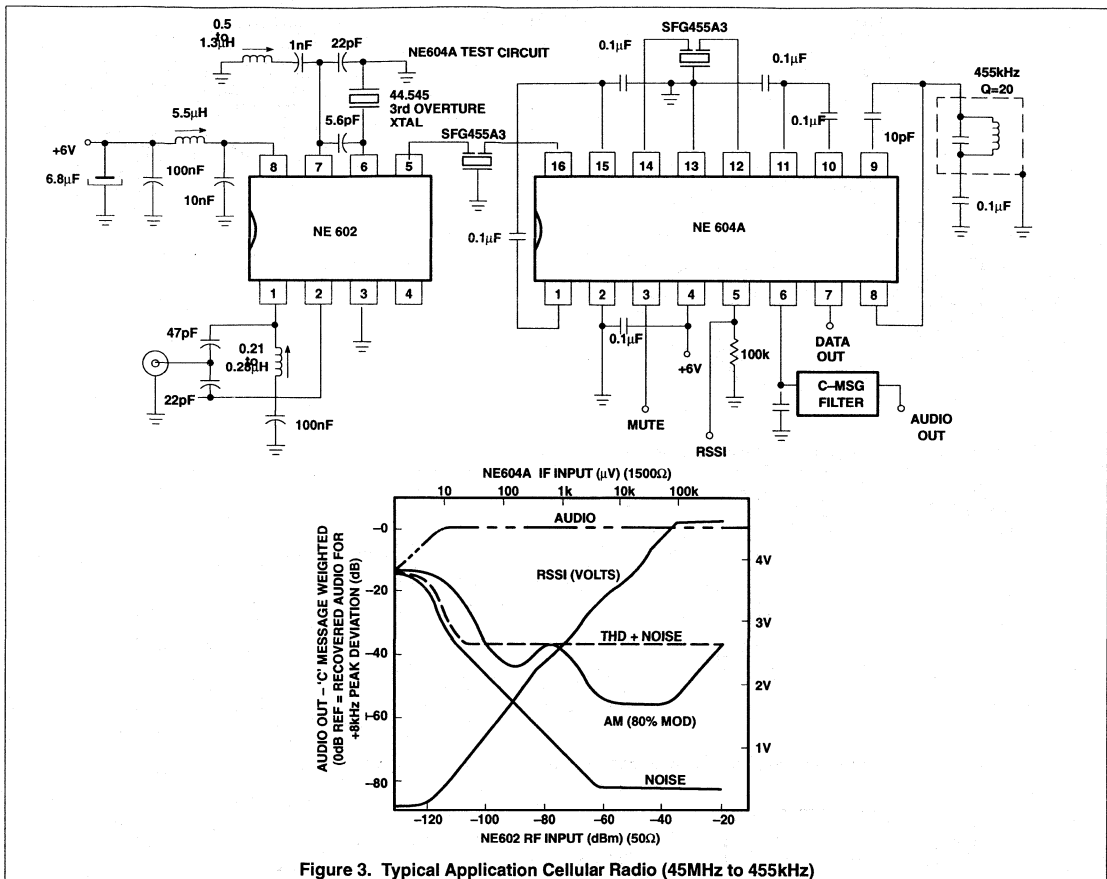 0.5
to
1.3µH
1nF
22pF
NE604A TEST CIRCUIT
SFG455A3
44.545
3rd OVERTURE
XTAL
5.6pF
5.5µH
+6V
6.8µF
100nF
10nF
SFG455A3
0.1µF
0.1µF
0.1µF
10pF
455kHz
Q=20
0.1µF
8
7
6
5
16
15
14
13
12
11
10
9
NE 602
0.1µF
NE 604A
1
2
3
4
1
2
3
4
5
6
7
8
47pF
0.21
to
0.28µH
22pF
100nF
0.1µF
+6V
MUTE
RSSI
100k
DATA
OUT
C–MSG
FILTER
AUDIO
OUT
NE604A IF INPUT (µV) (1500Ω)
10
100
1k
10k
100k
AUDIO
RSSI (VOLTS)
THD + NOISE
AM (80% MOD)
NOISE
AUDIO OUT – 'C' MESSAGE WEIGHTED
(0dB REF = RECOVERED AUDIO FOR
+8kHz PEAK DEVIATION (dB)
–0
–20
–40
–60
–80
4V
3V
2V
1V
–120
–100
–80
–60
–40
–20
NE602 RF INPUT (dBm) (50Ω)
Figure 3. Typical Application Cellular Radio (45MHz to 455kHz)